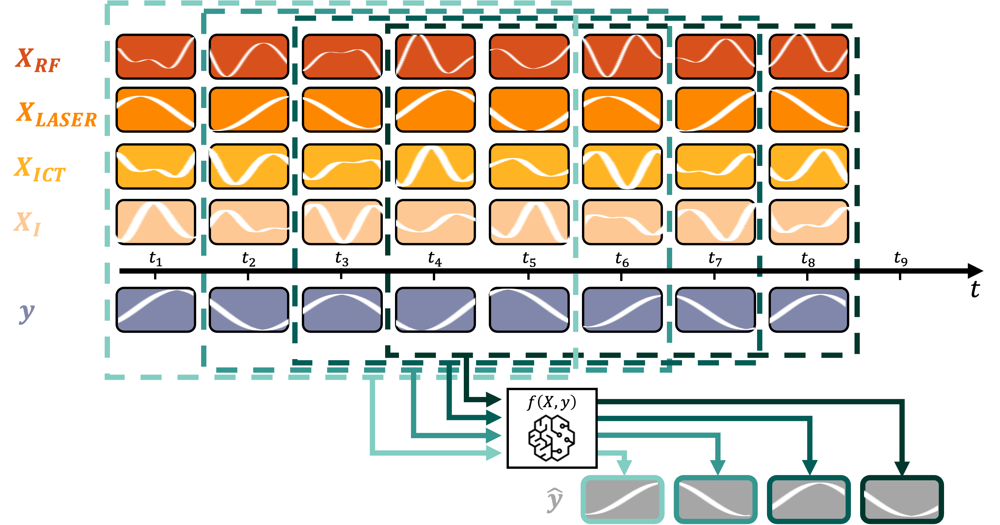 X_RF
X_LASER
X_ICT
X_I
t_1 t_2 t_3 t_4 t_5 t_6 t_7 t_8 t_9
t
y
f(X, y)
ŷ